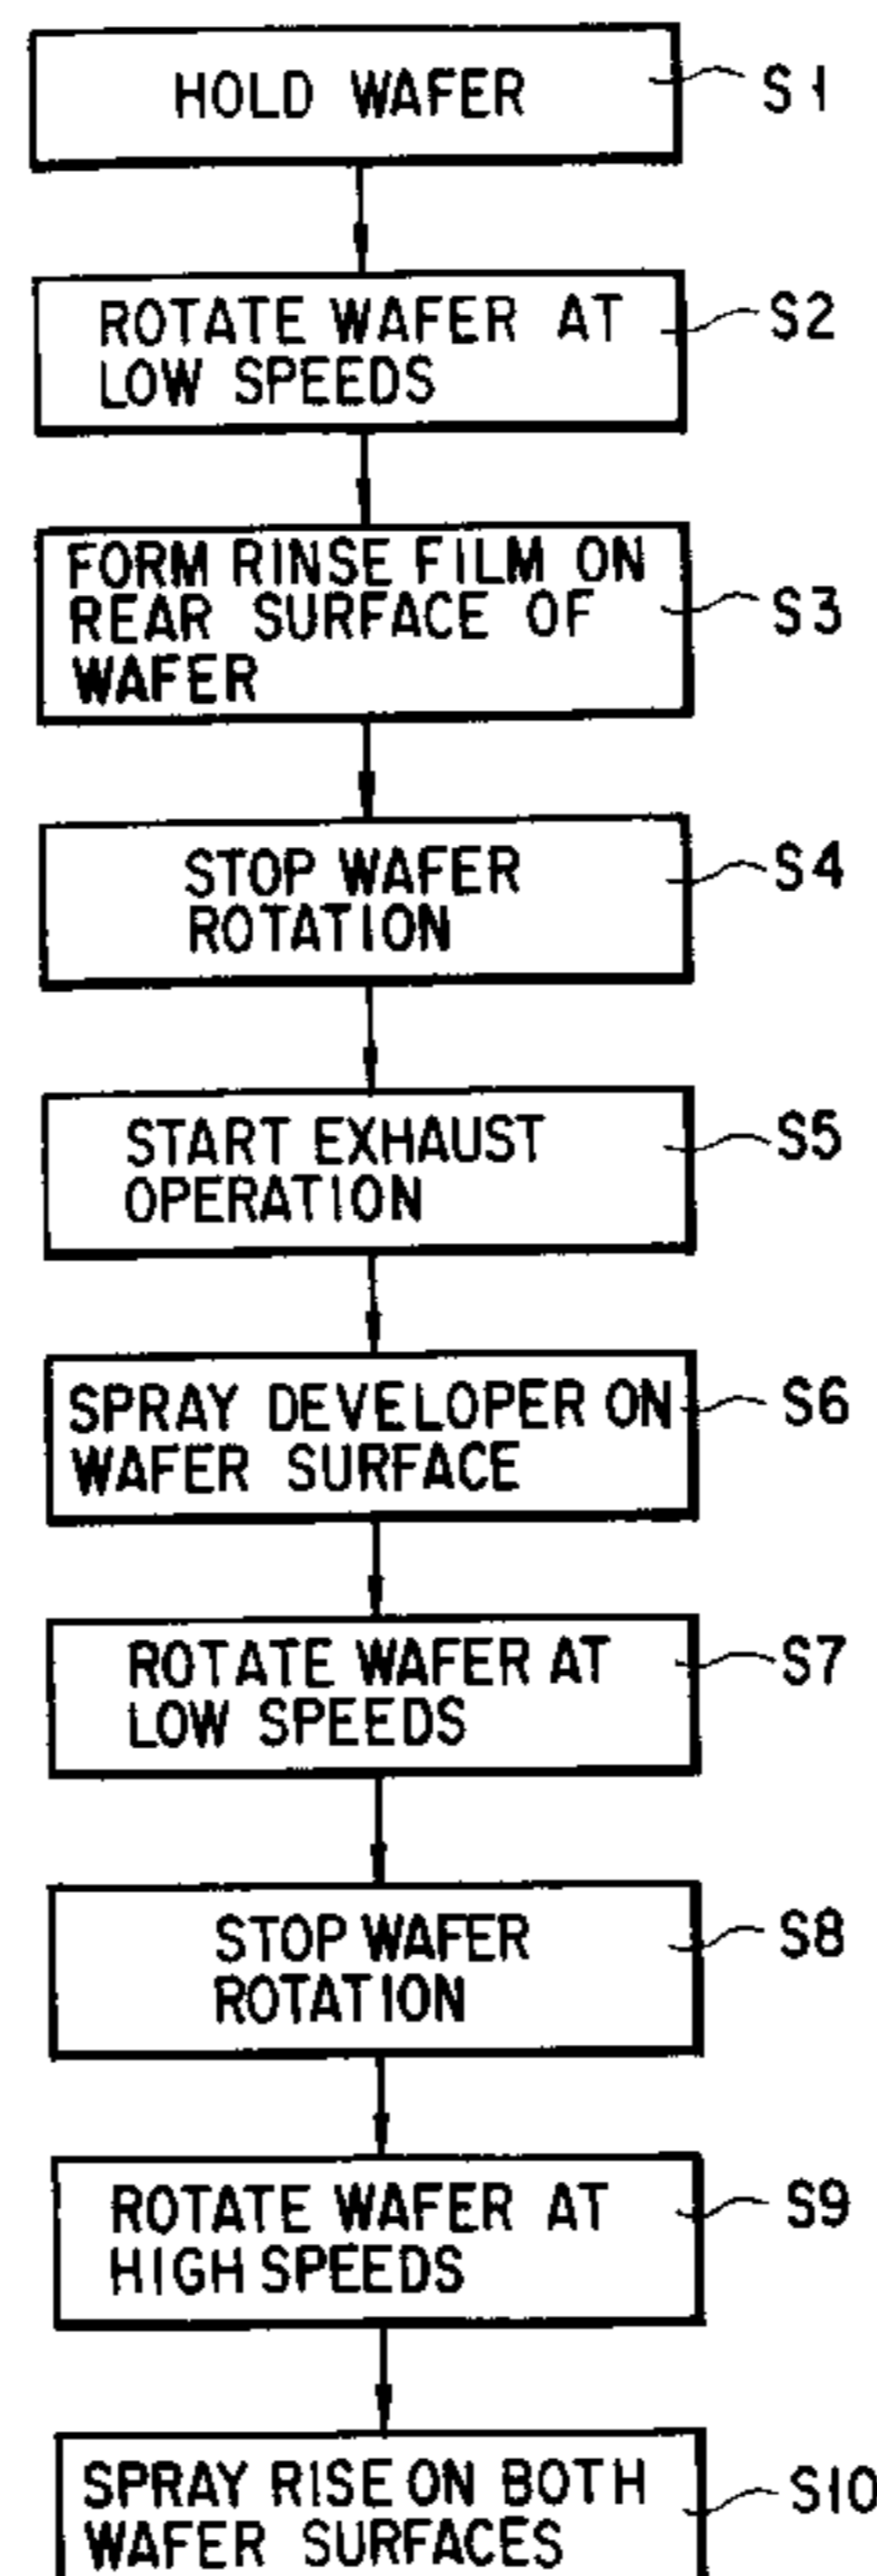 HOLD WAFER
S1
ROTATE WAFER AT
LOW SPEEDS
S2
FORM RINSE FILM ON
REAR SURFACE OF
WAFER
S3
STOP WAFER
ROTATION
S4
START EXHAUST
OPERATION
S5
SPRAY DEVELOPER ON
WAFER SURFACE
S6
ROTATE WAFER AT
LOW SPEEDS
S7
STOP WAFER
ROTATION
S8
ROTATE WAFER AT
HIGH SPEEDS
S9
SPRAY RISE ON BOTH
WAFER SURFACES
S10